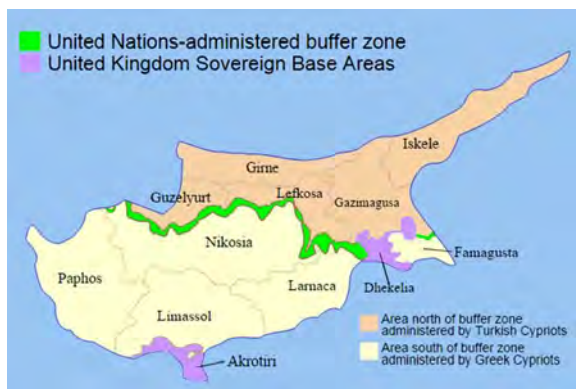 United Nations-administered buffer zone
United Kingdom Sovereign Base Areas
Iskele
Girne
Lefkosa
Guzelyurt
Gazimagusa
Nikosia
Famagusta
Paphos
Larnaca
Dhekelia
Limassol
Akrotiri
Area north of buffer zone
administered by Turkish Cypriots
Area south of buffer zone
administered by Greek Cypriots